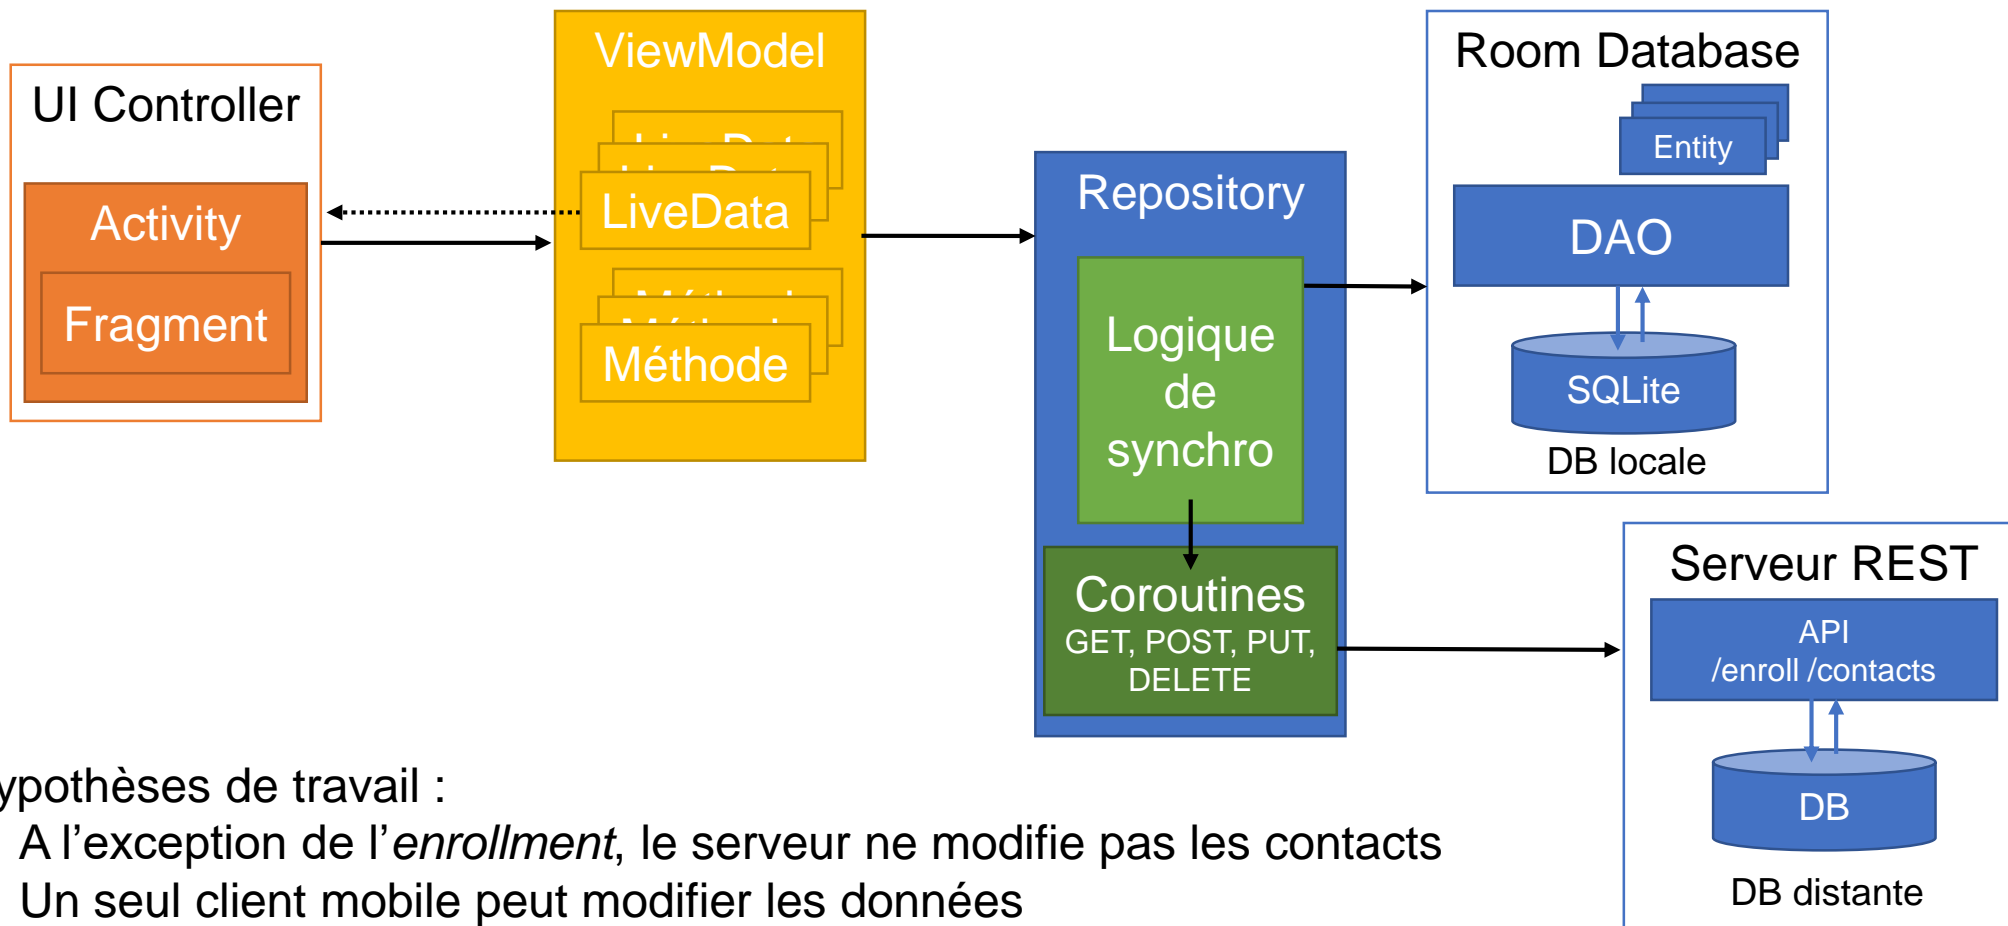 UI Controller
Activity
Fragment
ViewModel
LiveData
Méthode
Repository
Logique
de
synchro
Coroutines
GET, POST, PUT,
DELETE
Room Database
Entity
DAO
SQLite
DB locale
Serveur REST
API
/enroll /contacts
DB
DB distante
ypothèses de travail :
A l’exception de l’enrollment, le serveur ne modifie pas les contacts
Un seul client mobile peut modifier les données